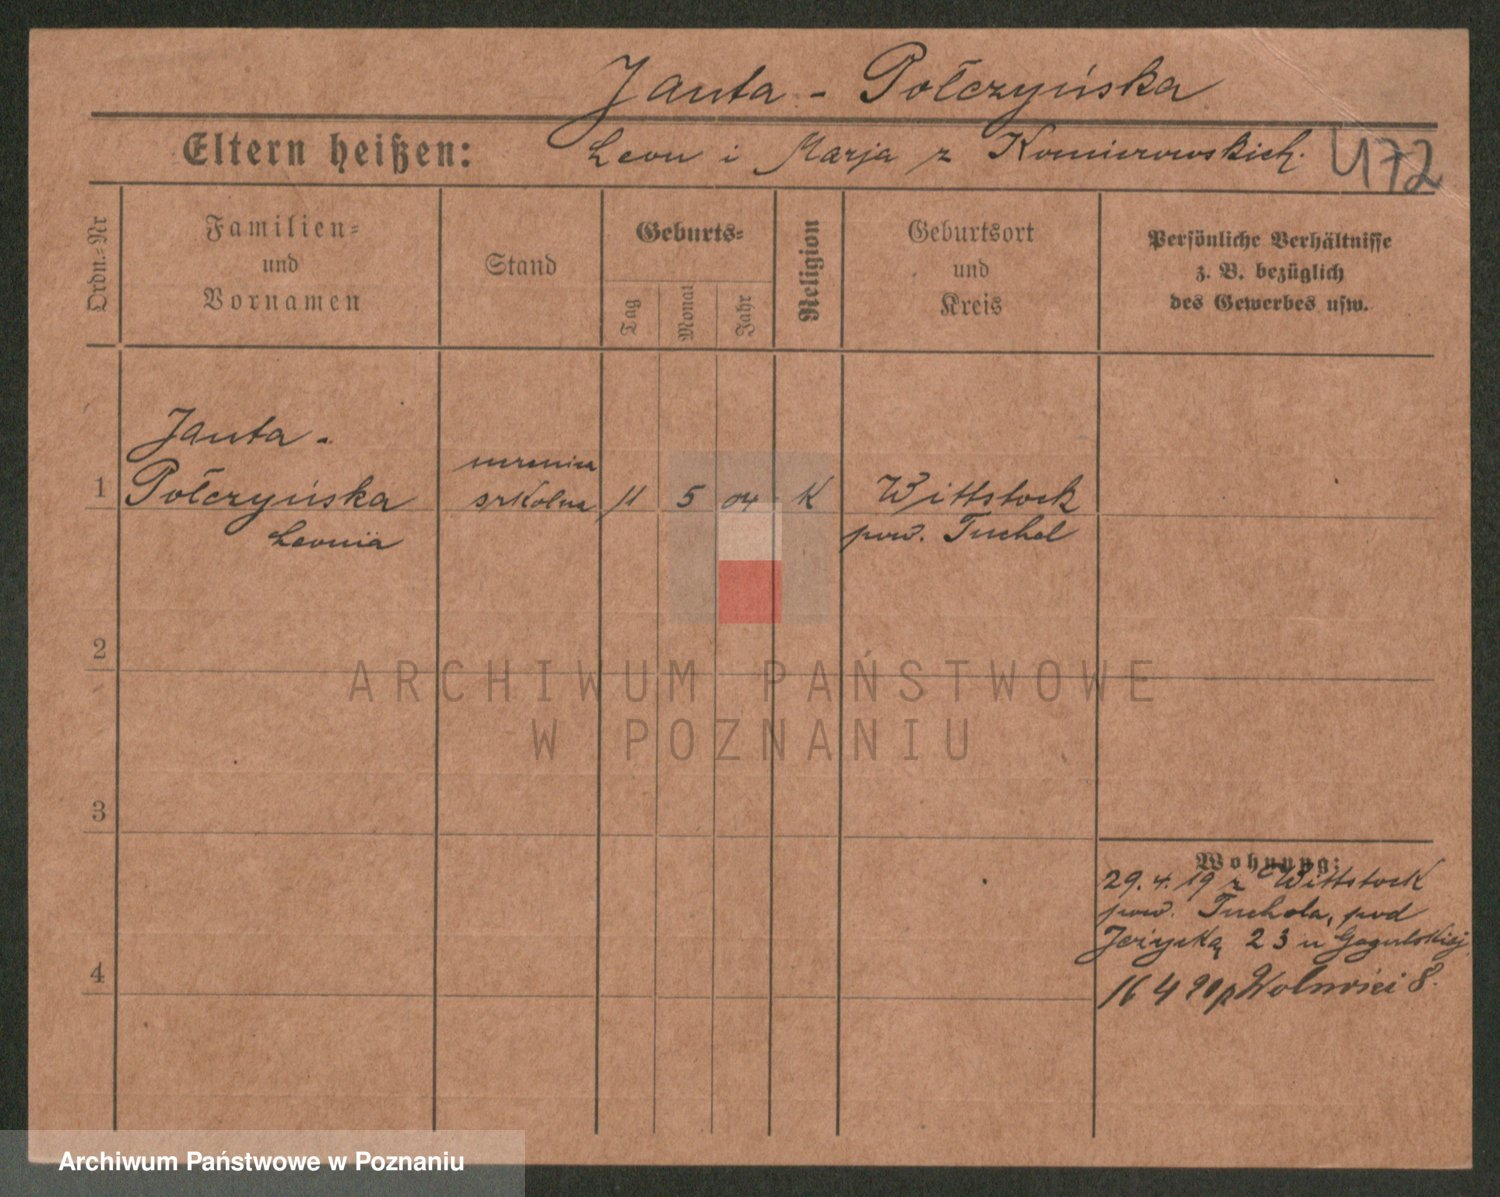 Janta - Połczyńska
Eltern heißen: Leon i Marja z Komierowskich. 472
Ordn.=Nr
Familien=
und
Vornamen
Stand
Geburts=
Tag
Monat
Jahr
Religion
Geburtsort
und
Kreis
Persönliche Verhältnisse
z. B. bezüglich
des Gewerbes usw.
Janta -
1 Połczyńska szkolna 11 5 04 K Wittstock
Leonia pow. Tuchel
2
3
4
Wohnung:
29. 4. 19 z Wittstock
pow. Tuchola, pod
Jerzycką 23 u
16 4 20 p Wolności 8.
ARCHIWUM PAŃSTWOWE
W POZNANIU
Archiwum Państwowe w Poznaniu